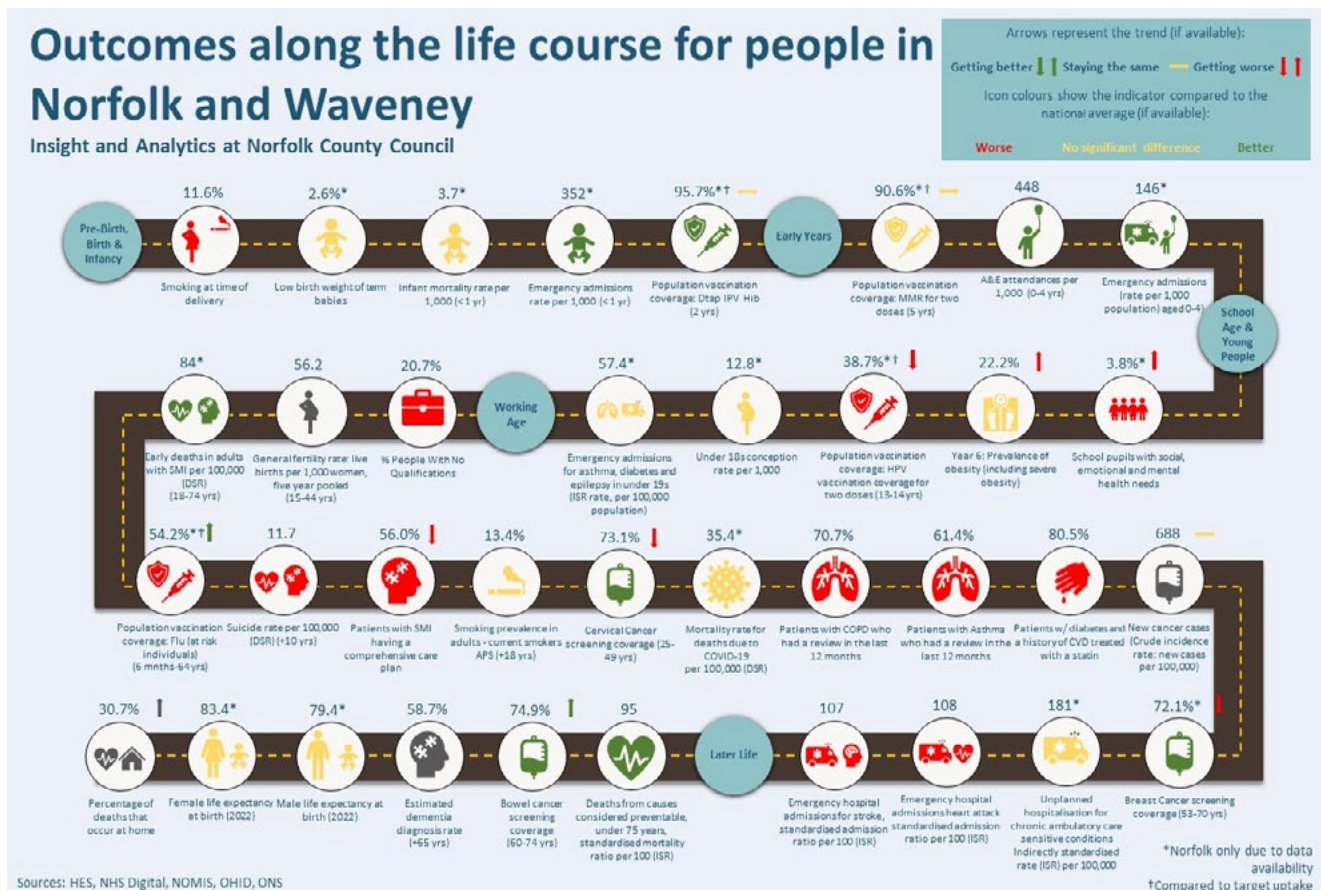 Outcomes along the life course for people in
Norfolk and Waveney
Insight and Analytics at Norfolk County Council
Arrows represent the trend (if available):
Getting better Staying the same Getting worse
Icon colours show the indicator compared to the
national average (if available):
Worse No significant difference Better
Pre-Birth,
Birth &
Infancy
11.6%
Smoking at time of
delivery
2.6%*
Low birth weight of term
babies
3.7*
Infant mortality rate per
1,000 (<1 yr)
352*
Emergency admissions
rate per 1,000 (<1 yr)
95.7%*†
Population vaccination
coverage: Dtap IPV Hib
(2 yrs)
Early Years
90.6%*†
Population vaccination
coverage: MMR for two
doses (5 yrs)
448
A&E attendances per
1,000 (0-4 yrs)
146*
Emergency admissions
(rate per 1,000
population) aged 0-4)
School
Age &
Young
People
84*
Early deaths in adults
with SMI per 100,000
(DSR)
(18-74 yrs)
56.2
General fertility rate: live
births per 1,000 women,
five year pooled
(15-44 yrs)
20.7%
% People With No
Qualifications
Working
Age
57.4*
Emergency admissions
for asthma, diabetes and
epilepsy in under 19s
(ISR rate, per 100,000
population)
12.8*
Under 18s conception
rate per 1,000
38.7%*†
Population vaccination
coverage: HPV
vaccination coverage for
two doses (13-14 yrs)
22.2%
Year 6: Prevalence of
obesity (including severe
obesity)
3.8%*
School pupils with social,
emotional and mental
health needs
54.2%*†
Population vaccination
coverage: Flu (at risk
individuals)
(6 mnths-64 yrs)
11.7
Suicide rate per 100,000
(DSR) (+10 yrs)
56.0%
Patients with SMI
having a
comprehensive care
plan
13.4%
Smoking prevalence in
adults - current smokers
APS (+18 yrs)
73.1%
Cervical Cancer
screening coverage (25-
49 yrs)
35.4*
Mortality rate for
deaths due to
COVID-19
per 100,000 (DSR)
70.7%
Patients with COPD who
had a review in the last
12 months
61.4%
Patients with Asthma
who had a review in the
last 12 months
80.5%
Patients w/ diabetes and
a history of CVD treated
with a statin
688
New cancer cases
(Crude incidence
rate: new cases
per 100,000)
30.7%
Percentage of
deaths that
occur at home
83.4*
Female life expectancy
at birth (2022)
79.4*
Male life expectancy at
birth (2022)
58.7%
Estimated
dementia
diagnosis rate
(+65 yrs)
74.9%
Bowel cancer
screening
coverage
(60-74 yrs)
95
Deaths from causes
considered preventable,
under 75 years,
standardised mortality
ratio per 100 (ISR)
Later Life
107
Emergency hospital
admissions for stroke,
standardised admission
ratio per 100 (ISR)
108
Emergency hospital
admissions heart attack
standardised admission
ratio per 100 (ISR)
181*
Unplanned
hospitalisation for
chronic ambulatory care
sensitive conditions
Indirectly standardised
rate (ISR) per 100,000
72.1%*
Breast Cancer screening
coverage (53-70 yrs)
*Norfolk only due to data
availability
†Compared to target uptake
Sources: HES, NHS Digital, NOMIS, OHID, ONS